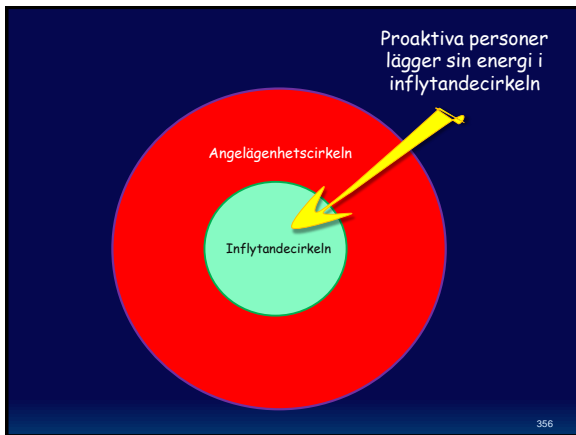 Proaktiva personer
lägger sin energi i
inflytandecirkeln
Angelägenhetscirkeln
Inflytandecirkeln
356